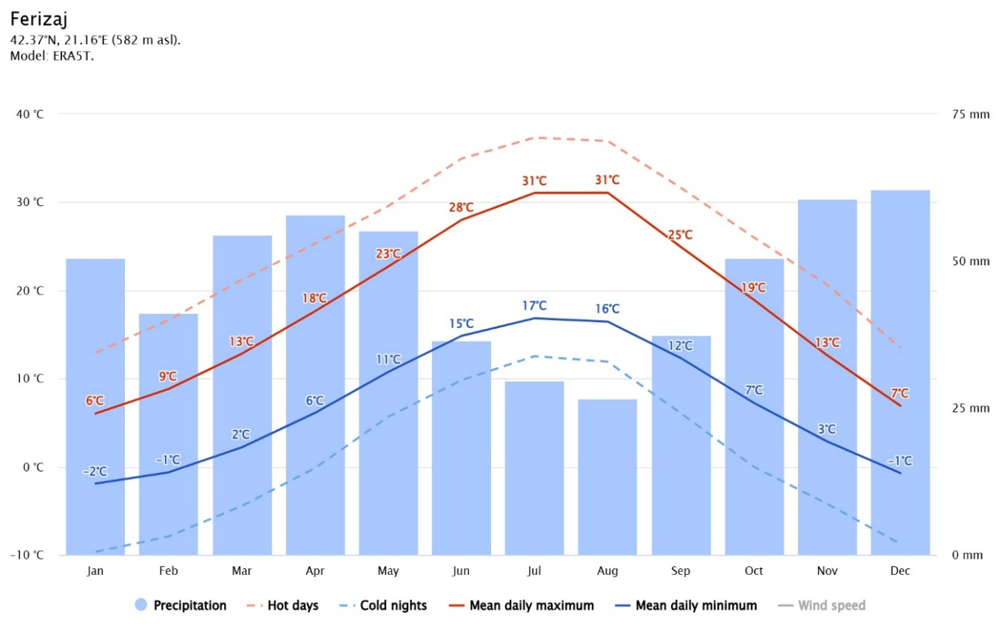 Ferizaj
42.37°N, 21.16°E (582 m asl).
Model: ERA5T.
40 °C
75 mm
31°C
31°C
30 °C
28°C
25°C
50 mm
23°C
20 °C
19°C
18°C
17°C
16°C
15°C
13°C
13°C
12°C
11°C
10 °C
9°C
7°C
7°C
6°C
6°C
25 mm
3°C
2°C
0 °C
-2°C
-1°C
-1°C
-10 °C
0 mm
Jan Feb Mar Apr May Jun Jul Aug Sep Oct Nov Dec
Precipitation Hot days Cold nights Mean daily maximum Mean daily minimum Wind speed